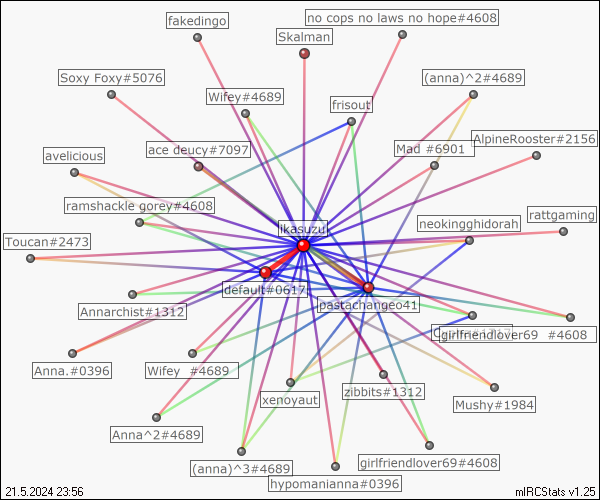 no cops no laws no hope#4608
fakedingo
Skalman
Soxy Foxy#5076
(anna)^2#4689
Wifey#4689
frisout
AlpineRooster#2156
ace deucy#7097
Mad #6901
avelicious
ramshackle gorey#4608
rattgaming
neokingghidorah
ikasuzu
Toucan#2473
default#0617
pastachangeo41
Annarchist#1312
girlfriendlover69 #4608
Anna.#0396
Wifey #4689
zibbits#1312
xenoyaut
Mushy#1984
Anna^2#4689
girlfriendlover69#4608
(anna)^3#4689
hypomanianna#0396
21.5.2024 23:56
mIRCStats v1.25